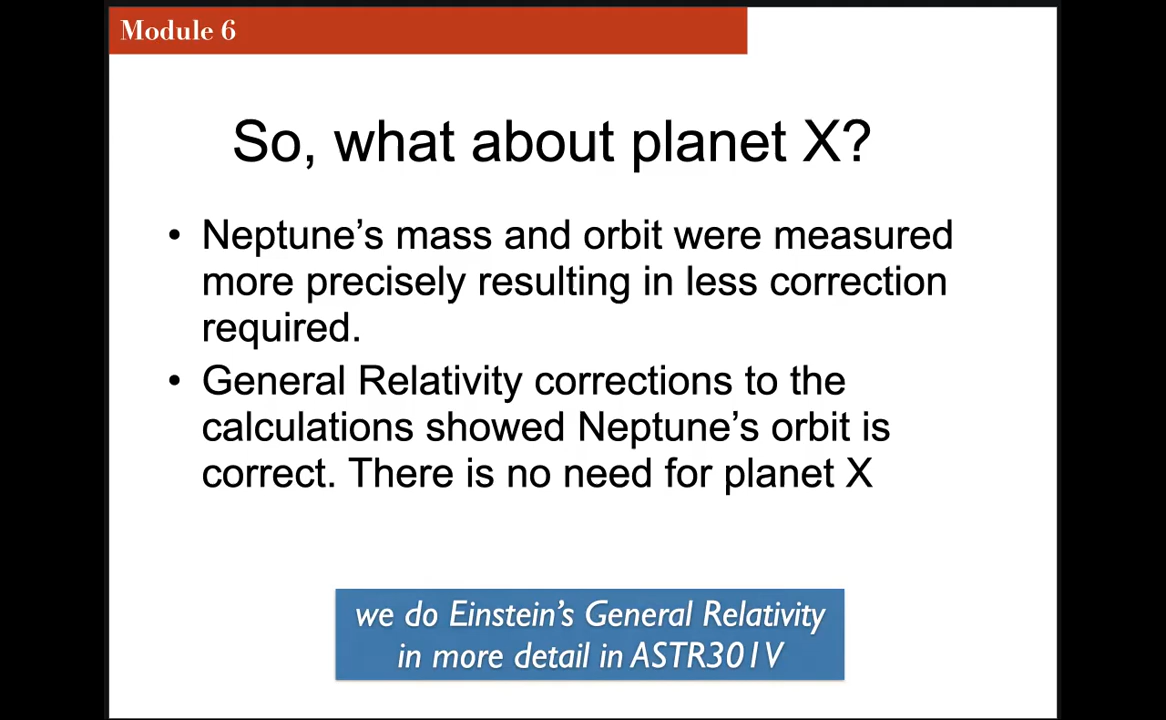 Module 6
So, what about planet X?
• Neptune’s mass and orbit were measured
more precisely resulting in less correction
required.
• General Relativity corrections to the
calculations showed Neptune’s orbit is
correct. There is no need for planet X
we do Einstein’s General Relativity
in more detail in ASTR301V